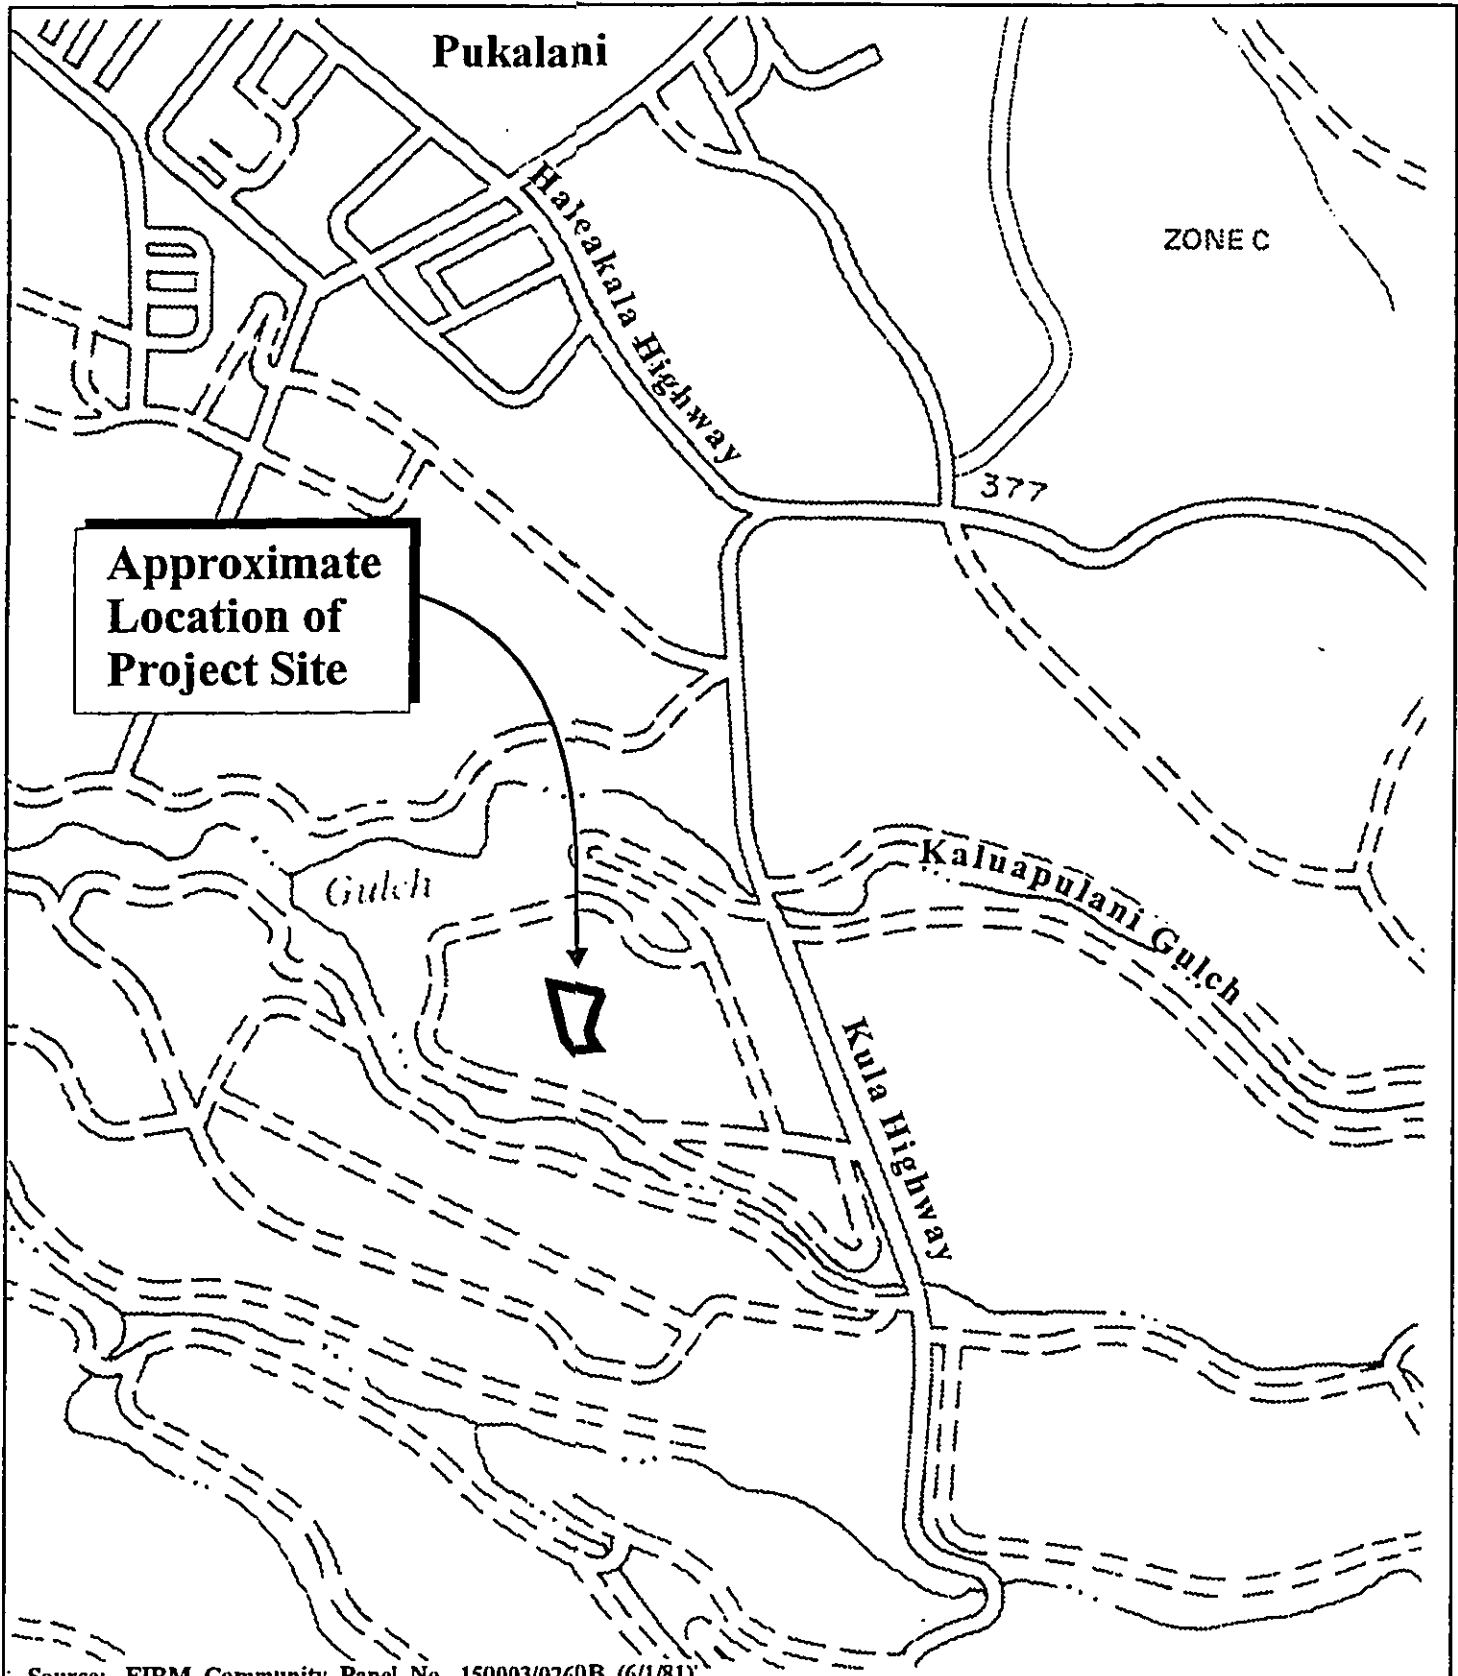 Pukalani
Haleakala Highway
ZONE C
377
Approximate
Location of
Project Site
Gulch
Kaluapulani Gulch
Kula Highway
Source: FIRM Community Panel No. 150003/0260B (6/1/81)